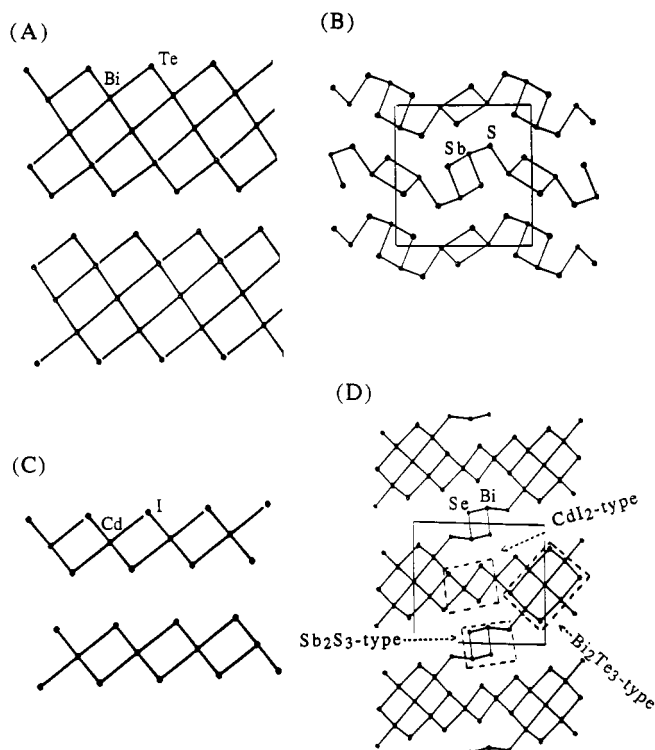 (A)
Te
Bi
(B)
S
Sb
(C)
I
Cd
(D)
Se Bi
CdI2-type
Sb2S3-type
Bi2Te3-type